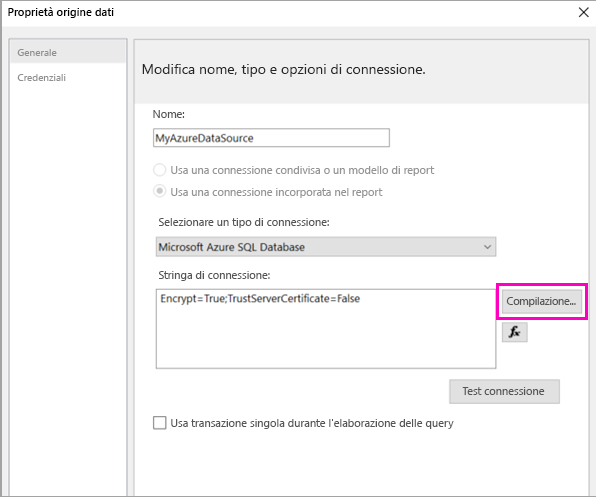 Proprietà origine dati
Generale
Credenziali
Modifica nome, tipo e opzioni di connessione.
Nome:
MyAzureDataSource
Usa una connessione condivisa o un modello di report
Usa una connessione incorporata nel report
Selezionare un tipo di connessione:
Microsoft Azure SQL Database
Stringa di connessione:
Encrypt=True;TrustServerCertificate=False
Compilazione...
fx
Test connessione
Usa transazione singola durante l'elaborazione delle query